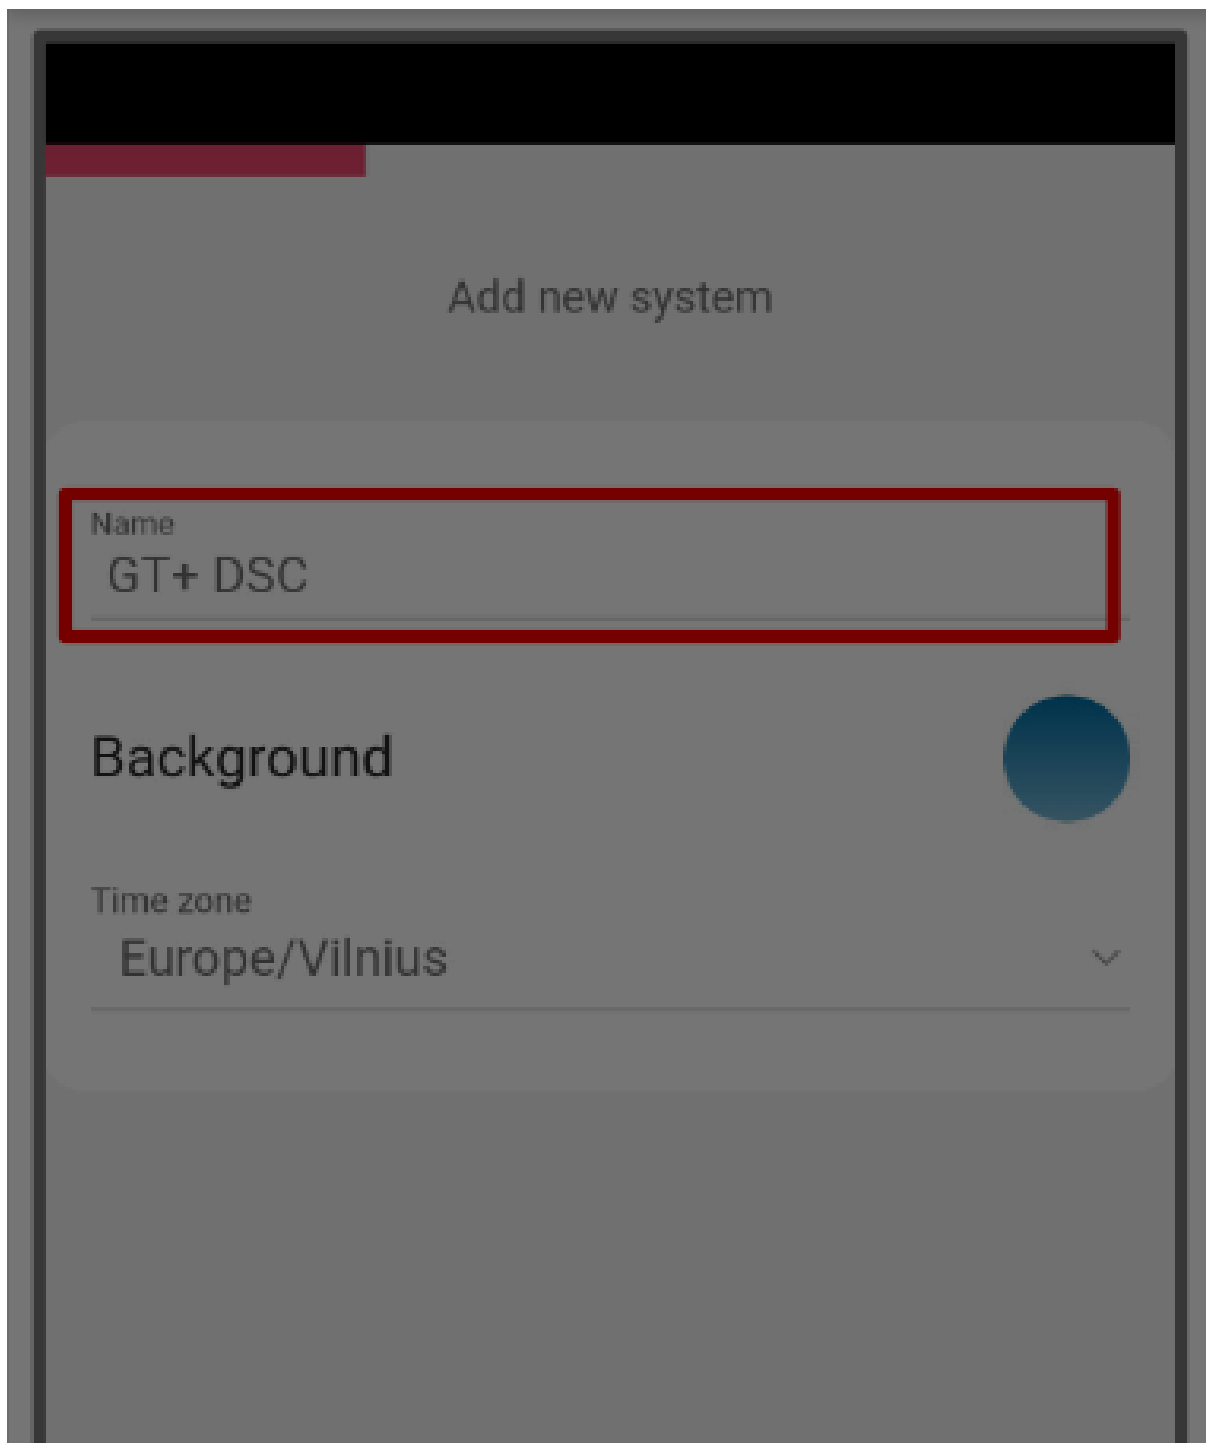 Add new system
Name
GT+ DSC
Background
Time zone
Europe/Vilnius